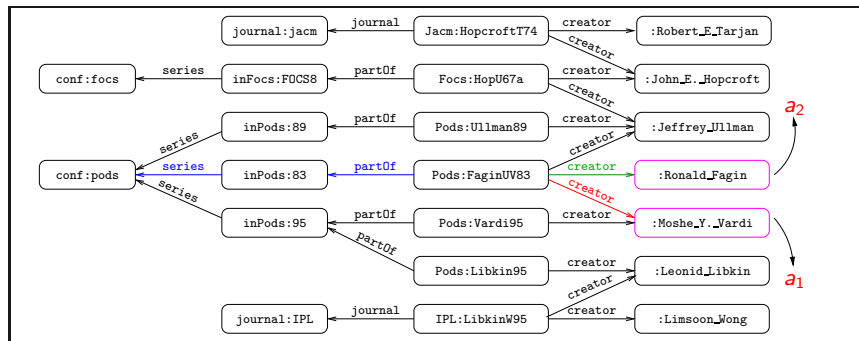 journal:jacm journal Jacm:HopcroftT74 creator :Robert_E_Tarjan
creator
conf:focs series inFocs:FOCS8 partOf Focs:HopU67a creator :John_E._Hopcroft
creator
a2
inPods:89 partOf Pods:Ullman89 creator :Jeffrey_Ullman
series creator
conf:pods series inPods:83 partOf Pods:FaginUV83 creator :Ronald_Fagin
series creator
inPods:95 partOf Pods:Vardi95 creator :Moshe_Y._Vardi
partOf
Pods:Libkin95 creator :Leonid_Libkin
a1
creator
journal:IPL journal IPL:LibkinW95 creator :Limsoon_Wong